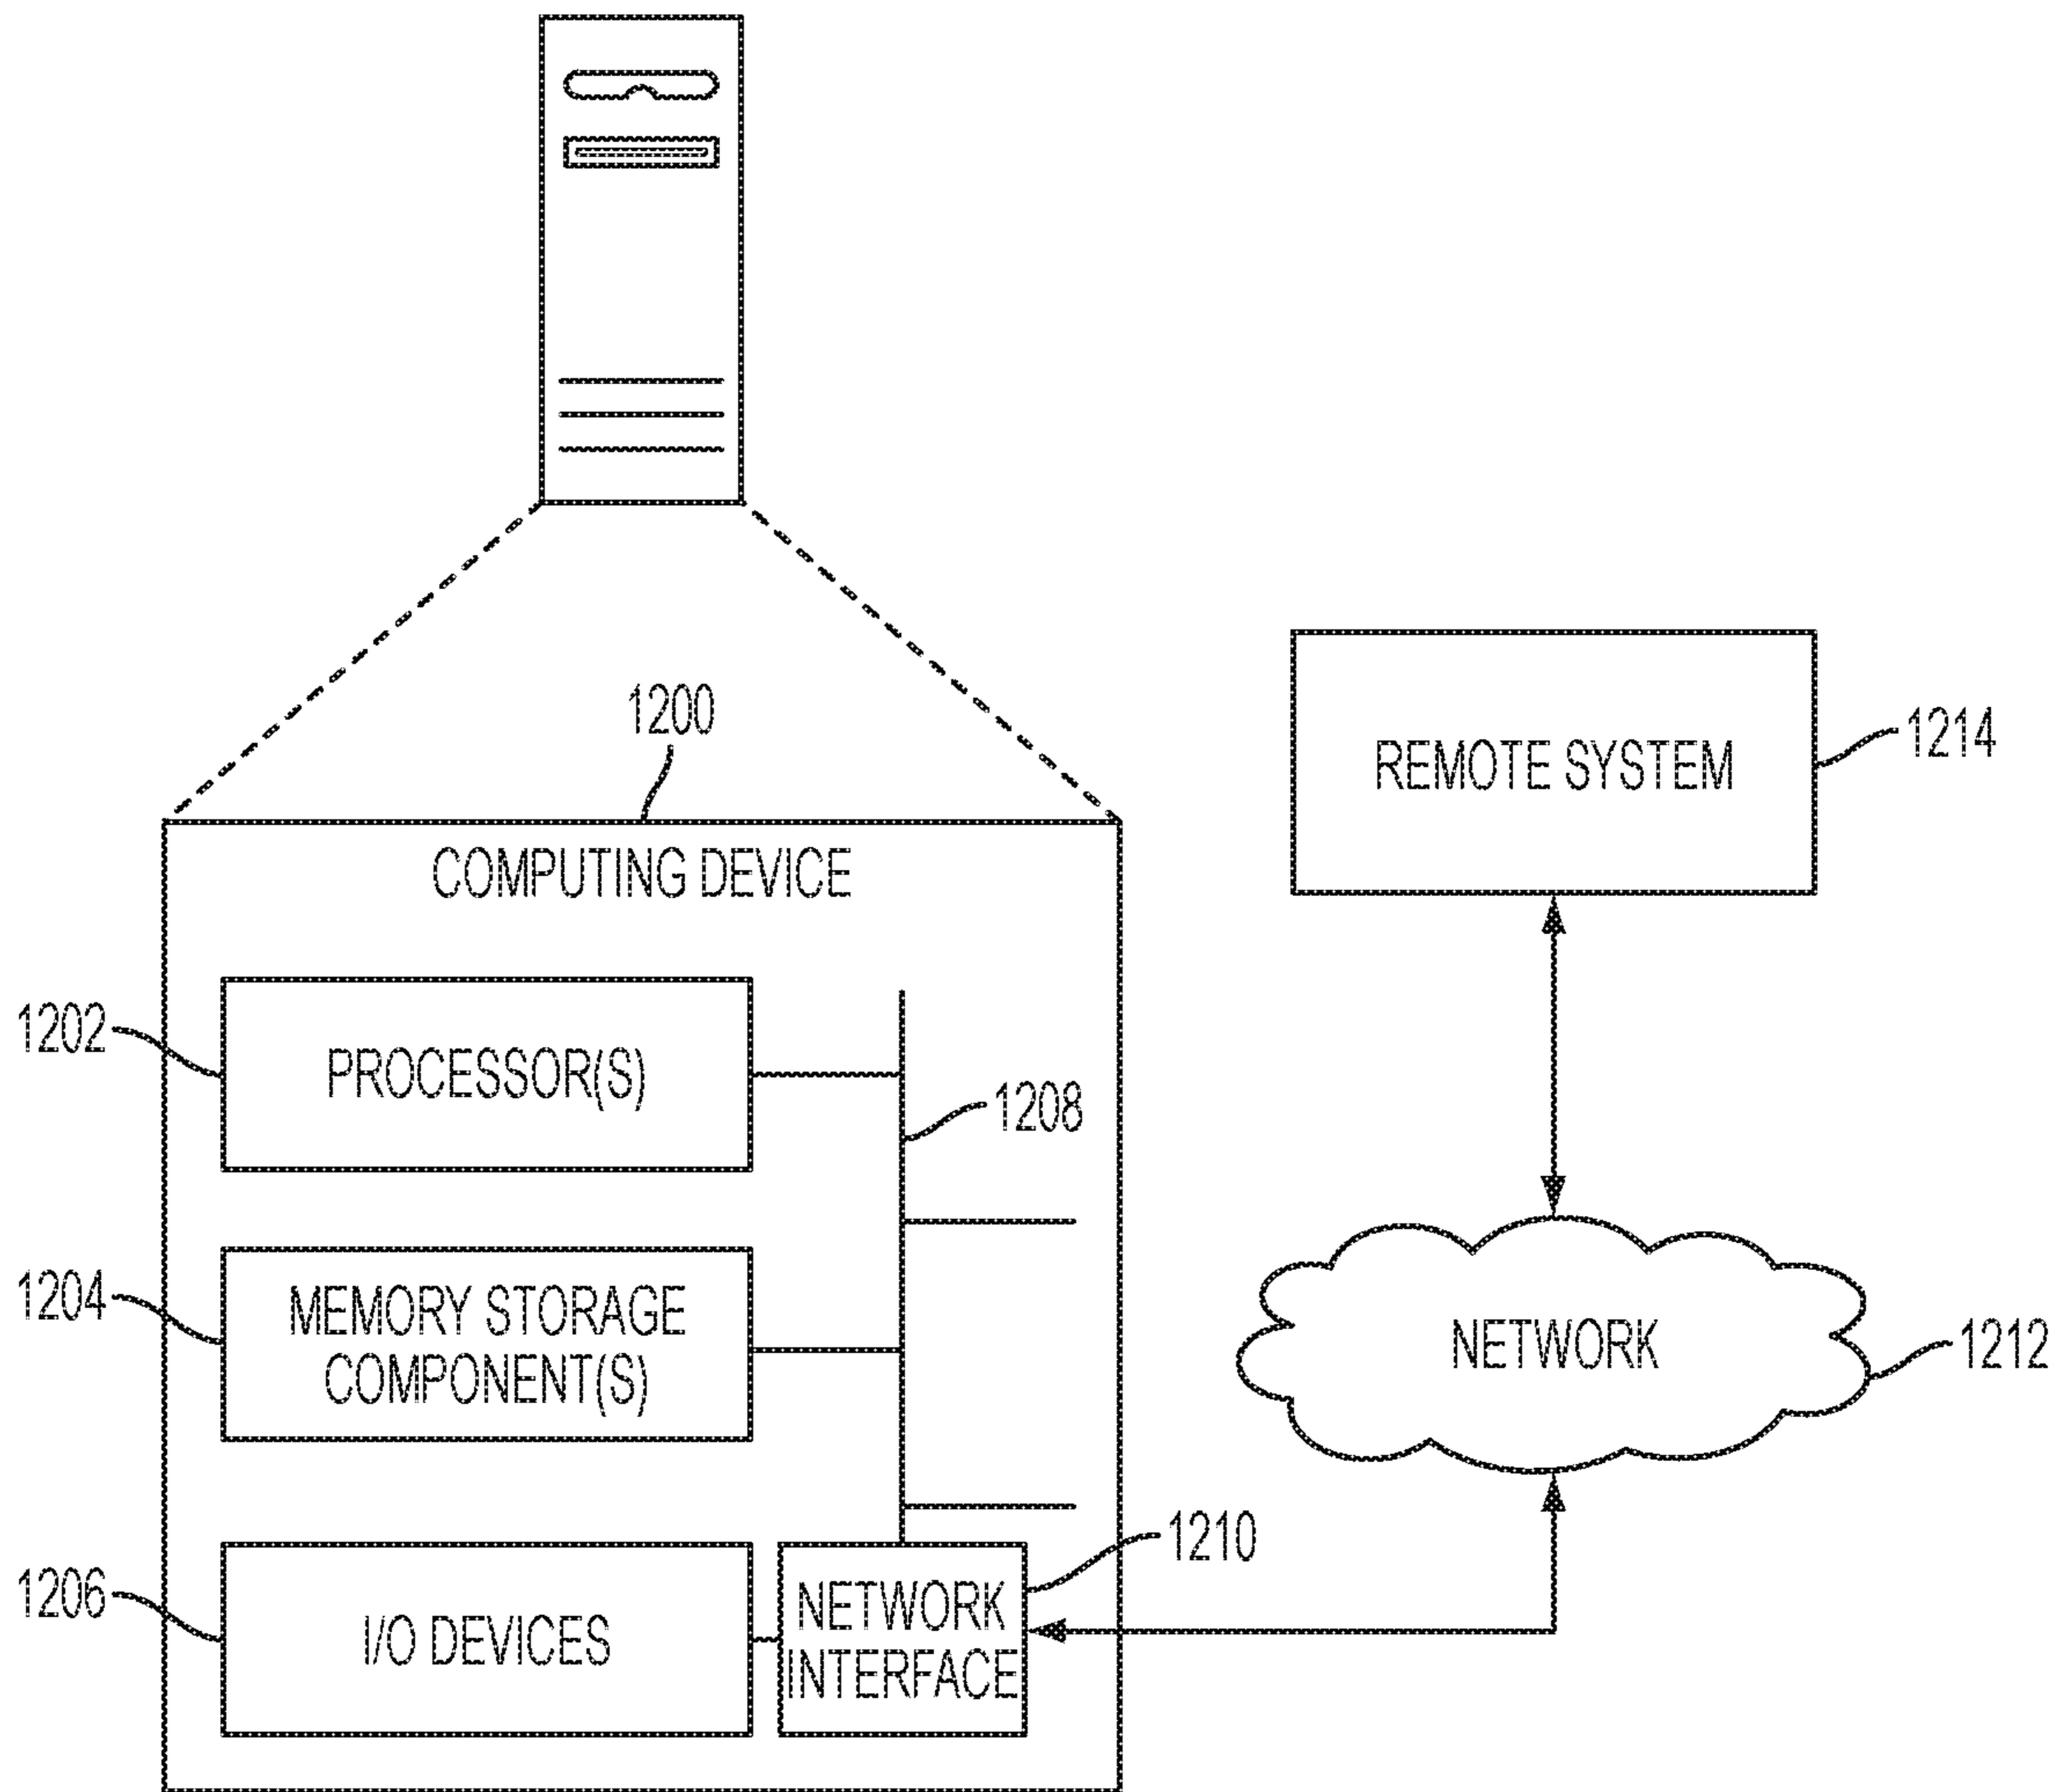 1200
COMPUTING DEVICE
1202
PROCESSOR(S)
1208
1204
MEMORY STORAGE
COMPONENT(S)
1206
I/O DEVICES
NETWORK
INTERFACE
1210
REMOTE SYSTEM
1214
NETWORK
1212